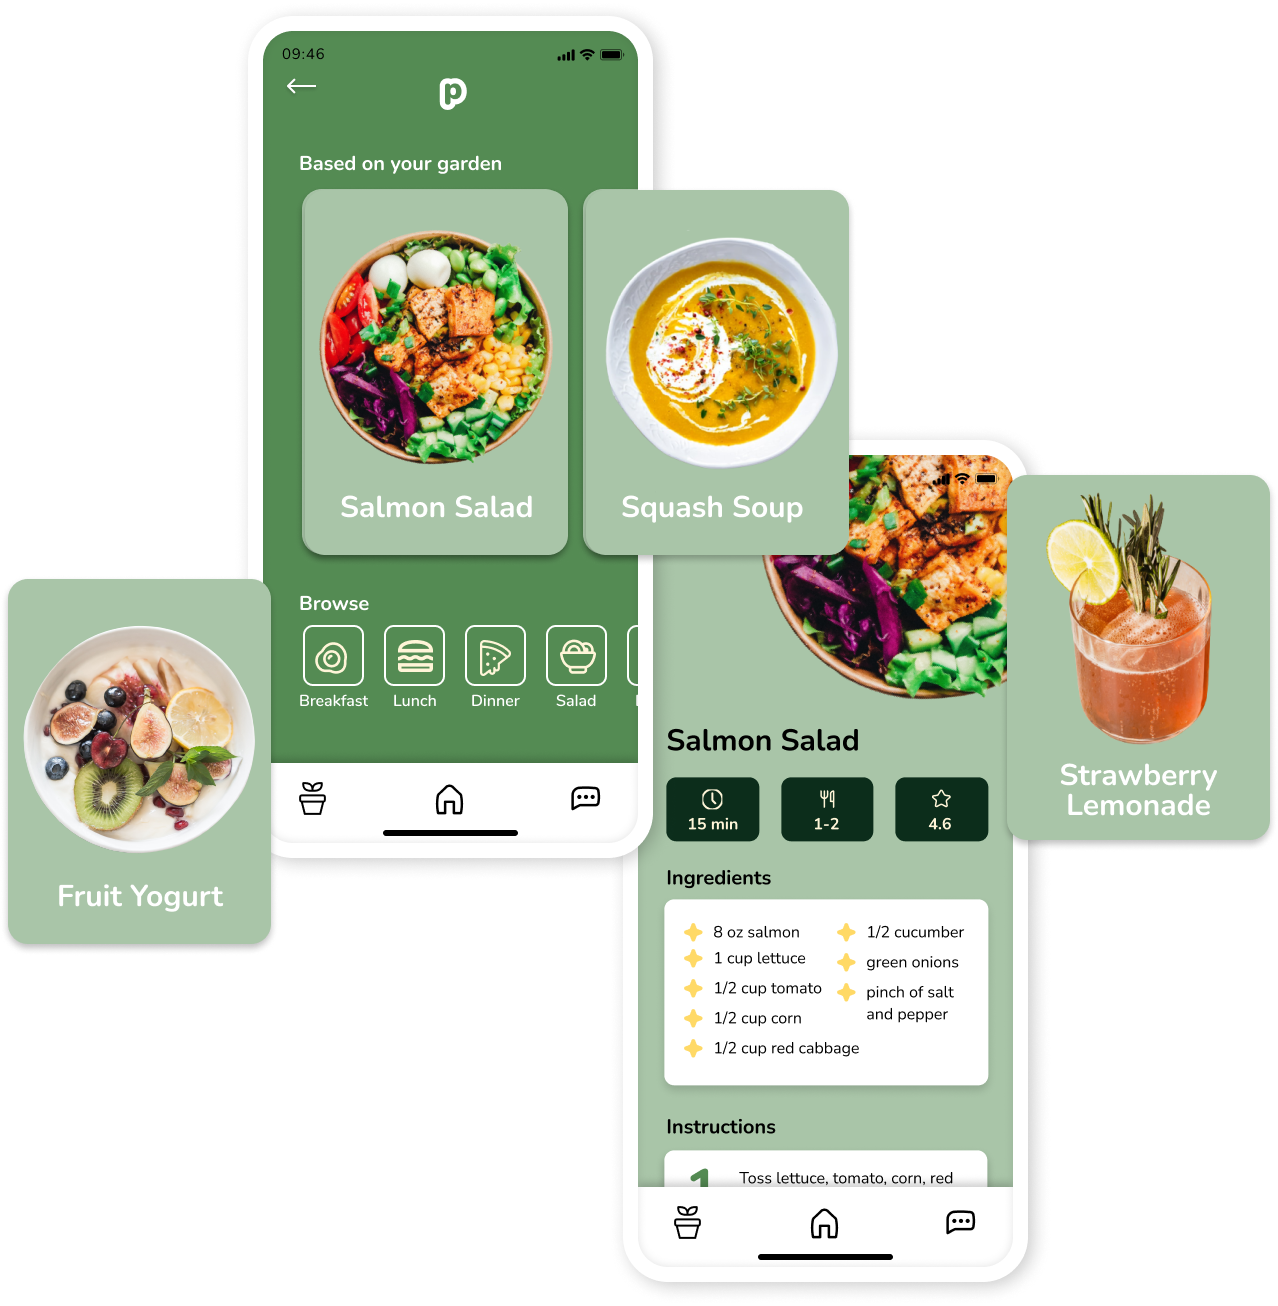 09:46
p
Based on your garden
Salmon Salad
Squash Soup
Browse
Breakfast
Lunch
Dinner
Salad
Fruit Yogurt
Strawberry
Lemonade
Salmon Salad
15 min
1-2
4.6
Ingredients
8 oz salmon
1 cup lettuce
1/2 cup tomato
1/2 cup corn
1/2 cup red cabbage
1/2 cucumber
green onions
pinch of salt
and pepper
Instructions
1
Toss lettuce, tomato, corn, red